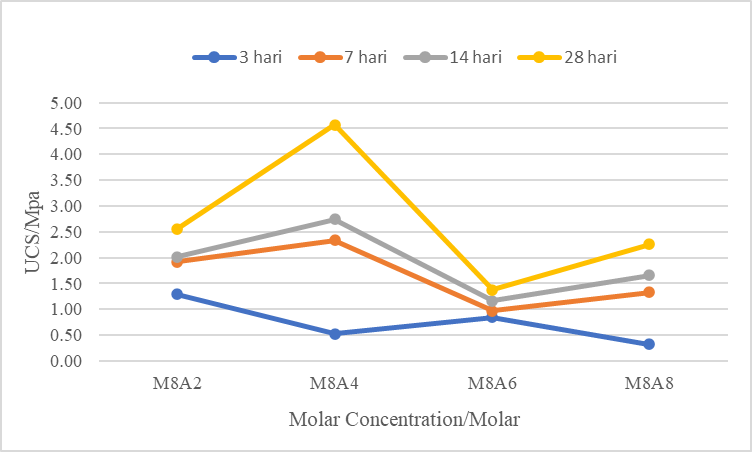 3 hari 7 hari 14 hari 28 hari
5.00
4.50
4.00
3.50
3.00
2.50
2.00
1.50
1.00
0.50
0.00
UCS/Mpa
M8A2 M8A4 M8A6 M8A8
Molar Concentration/Molar